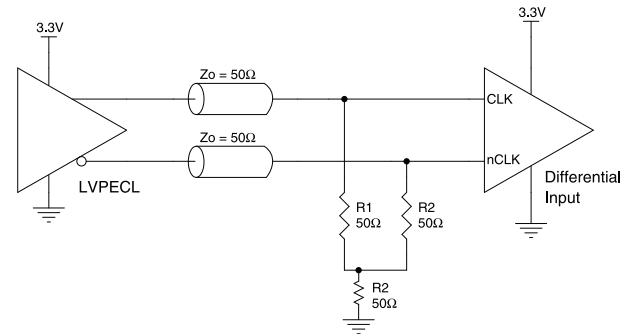 3.3V
3.3V
Zo = 50Ω
CLK
Zo = 50Ω
nCLK
LVPECL
Differential
Input
R1
50Ω
R2
50Ω
R2
50Ω